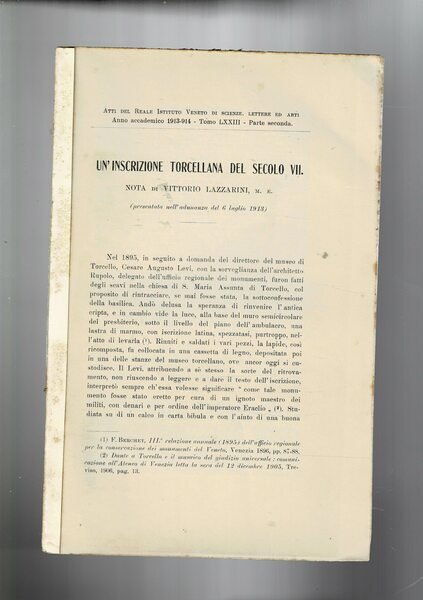 ATTI DEL REALE ISTITUTO VENETO DI SCIENZE, LETTERE ED ARTI
Anno accademico 1913-914 - Tomo LXXIII - Parte seconda.
UN'INSCRIZIONE TORCELLANA DEL SECOLO VII.
NOTA DI VITTORIO LAZZARINI, M. E.
(presentata nell'adunanza del 6 luglio 1913)
Nel 1895, in seguito a domanda del direttore del museo di
Torcello, Cesare Augusto Levi, con la sorveglianza dell'architetto
Rupolo, delegato dell'ufficio regionale dei monumenti, furon fatti
degli scavi nella chiesa di S. Maria Assunta di Torcello, col
proposito di rintracciare, se mai fosse stata, la sottoconfessione
della basilica. Andò delusa la speranza di rinvenire l'antica
cripta, e in cambio vide la luce, alla base del muro semicircolare
del presbiterio, sotto il livello del piano dell'ambulacro, una
lastra di marmo, con iscrizione latina, spezzatasi, purtroppo, nel-
l'atto di levarla (¹). Riuniti e saldati i vari pezzi, la lapide, così
ricomposta, fu collocata in una cassetta di legno, depositata poi
in una delle stanze del museo torcellano, ove ancor oggi si cu-
stodisce. Il Levi, attribuendo a sè stesso la sorte del ritrova-
mento, non riuscendo a leggere e a dare il testo dell'iscrizione,
interpretò sempre ch'essa volesse significare " come tale monu-
mento fosse stato eretto per cura di un ignoto maestro dei
militi, con denari e per ordine dell'imperatore Eraclio „ (²). Stu-
diata su di un calco in carta bibula e con l'aiuto di una buona
(1) F. BERCHET, III.ª relazione annuale (1895) dell'ufficio regionale
per la conservazione dei monumenti del Veneto, Venezia 1896, pp. 87-88.
(2) Dante a Torcello e il musaico del giudizio universale: comuni-
cazione all'Ateneo di Venezia letta la sera del 12 dicembre 1905, Tre-
viso, 1906, pag. 13.